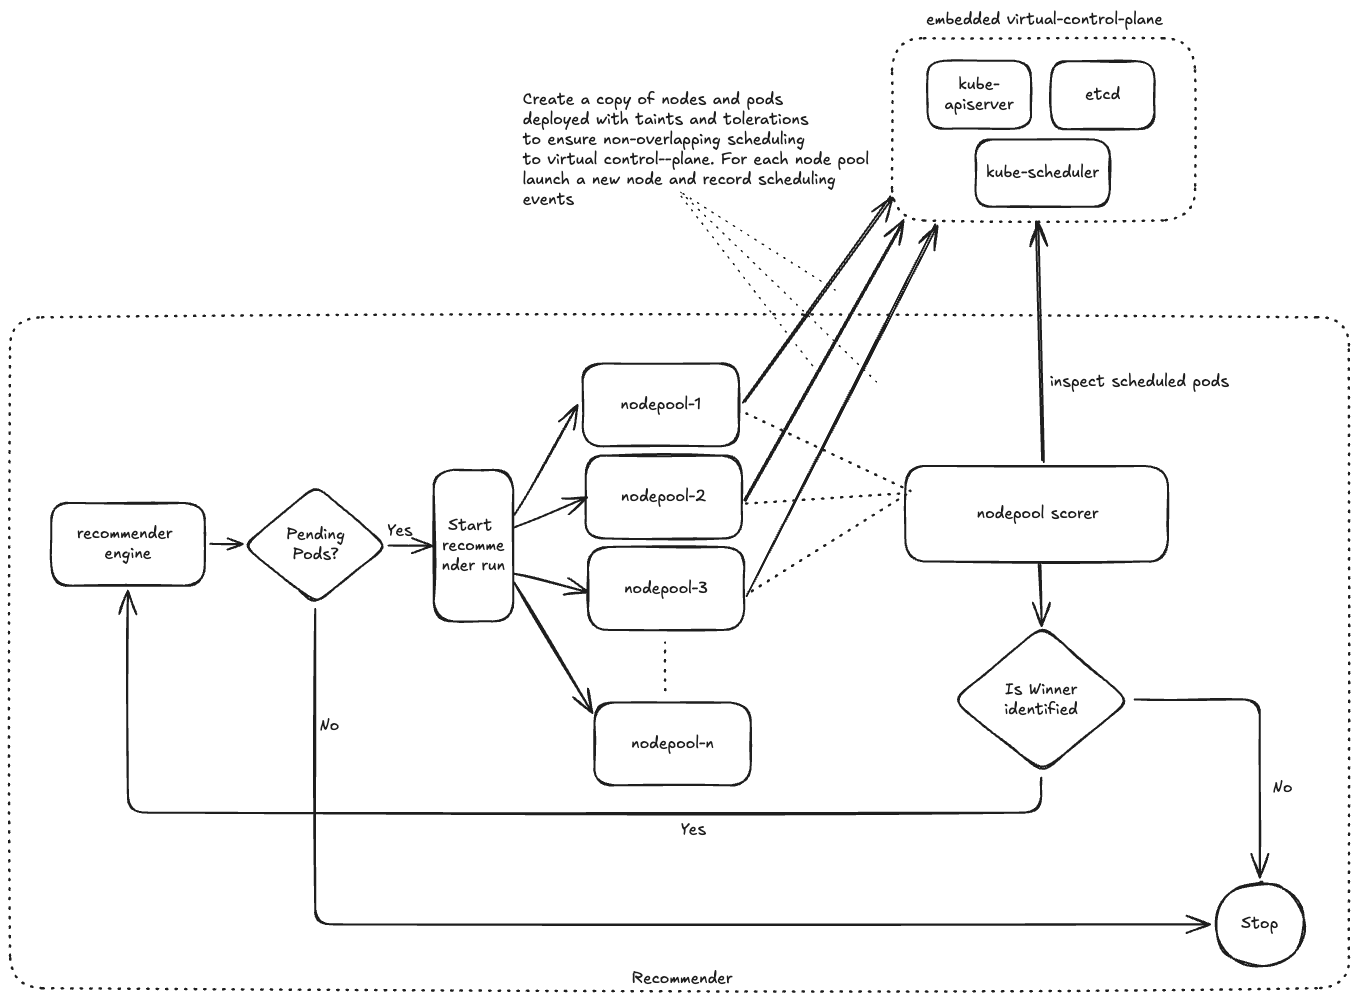 embedded virtual-control-plane
kube-
apiserver
etcd
kube-scheduler
Create a copy of nodes and pods
deployed with taints and tolerations
to ensure non-overlapping scheduling
to virtual control--plane. For each node pool
launch a new node and record scheduling
events
inspect scheduled pods
nodepool-1
nodepool-2
nodepool-3
nodepool-n
recommender
engine
Pending
Pods?
Yes
Start
recomme
nder run
nodepool scorer
Is Winner
identified
No
No
Yes
Stop
Recommender